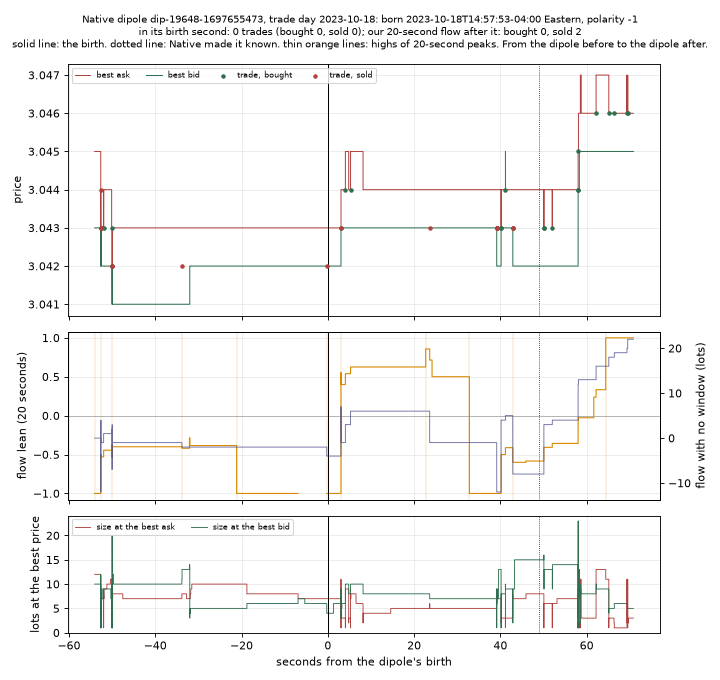 Native dipole dip-19648-1697655473, trade day 2023-10-18: born 2023-10-18T14:57:53-04:00 Eastern, polarity -1
in its birth second: 0 trades (bought 0, sold 0); our 20-second flow after it: bought 0, sold 2
solid line: the birth. dotted line: Native made it known. thin orange lines: highs of 20-second peaks. From the dipole before to the dipole after.
best ask
best bid
trade, bought
trade, sold
3.047
3.046
3.045
3.044
3.043
3.042
3.041
price
1.0
0.5
0.0
−0.5
−1.0
flow lean (20 seconds)
20
10
0
−10
flow with no window (lots)
size at the best ask
size at the best bid
20
15
10
5
0
lots at the best price
−60
−40
−20
0
20
40
60
seconds from the dipole's birth